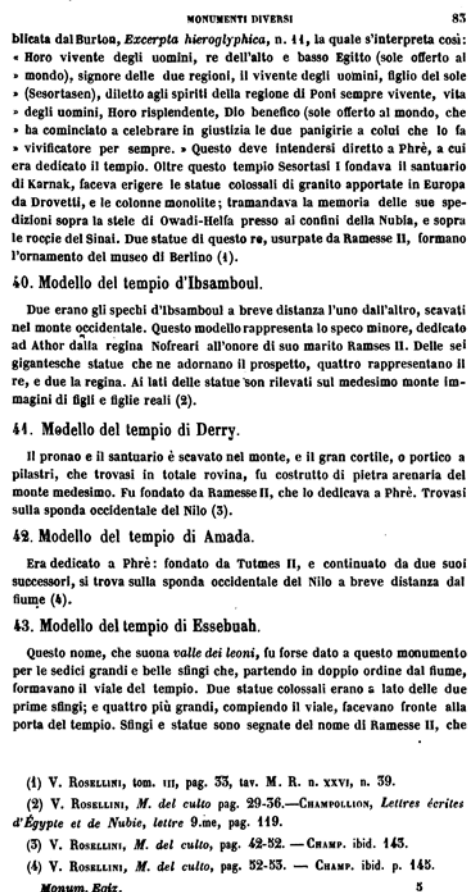 MONUMENTI DIVERSI 83
blicata dal Burton, Excerpta hieroglyphica, n. 11, la quale s'interpreta così:
« Horo vivente degli uomini, re dell'alto e basso Egitto (sole offerto al
» mondo), signore delle due regioni, il vivente degli uomini, figlio del sole
» (Sesortasen), diletto agli spiriti della regione di Poni sempre vivente, vita
» degli uomini, Horo risplendente, Dio benefico (sole offerto al mondo, che
» ha cominciato a celebrare in giustizia le due panigirie a colui che lo fa
» vivificatore per sempre. » Questo deve intendersi diretto a Phrè, a cui
era dedicato il tempio. Oltre questo tempio Sesortasi I fondava il santuario
di Karnak, faceva erigere le statue colossali di granito apportate in Europa
da Drovetti, e le colonne monolite; tramandava la memoria delle sue spe-
dizioni sopra la stele di Owadi-Helfa presso ai confini della Nubia, e sopra
le roccie del Sinai. Due statue di questo re, usurpate da Ramesse II, formano
l'ornamento del museo di Berlino (1).
40. Modello del tempio d'Ibsamboul.
Due erano gli spechi d'Ibsamboul a breve distanza l'uno dall'altro, scavati
nel monte occidentale. Questo modello rappresenta lo speco minore, dedicato
ad Athor dalla regina Nofreari all'onore di suo marito Ramses II. Delle sei
gigantesche statue che ne adornano il prospetto, quattro rappresentano il
re, e due la regina. Ai lati delle statue son rilevati sul medesimo monte im-
magini di figli e figlie reali (2).
41. Modello del tempio di Derry.
Il pronao e il santuario è scavato nel monte, e il gran cortile, o portico a
pilastri, che trovasi in totale rovina, fu costrutto di pietra arenaria del
monte medesimo. Fu fondato da Ramesse II, che lo dedicava a Phrè. Trovasi
sulla sponda occidentale del Nilo (3).
42. Modello del tempio di Amada.
Era dedicato a Phrè: fondato da Tutmes II, e continuato da due suoi
successori, si trova sulla sponda occidentale del Nilo a breve distanza dal
fiume (4).
43. Modello del tempio di Essebuah.
Questo nome, che suona valle dei leoni, fu forse dato a questo monumento
per le sedici grandi e belle sfingi che, partendo in doppio ordine dal fiume,
formavano il viale del tempio. Due statue colossali erano a lato delle due
prime sfingi; e quattro più grandi, compiendo il viale, facevano fronte alla
porta del tempio. Sfingi e statue sono segnate del nome di Ramesse II, che
(1) V. ROSELLINI, tom. III, pag. 33, tav. M. R. n. XXVI, n. 39.
(2) V. ROSELLINI, M. del culto pag. 29-36.—CHAMPOLLION, Lettres écrites
d'Égypte et de Nubie, lettre 9.me, pag. 119.
(3) V. ROSELLINI, M. del culto, pag. 42-52. — CHAMP. ibid. 143.
(4) V. ROSELLINI, M. del culto, pag. 52-53. — CHAMP. ibid. p. 145.
Monum. Egiz. 5